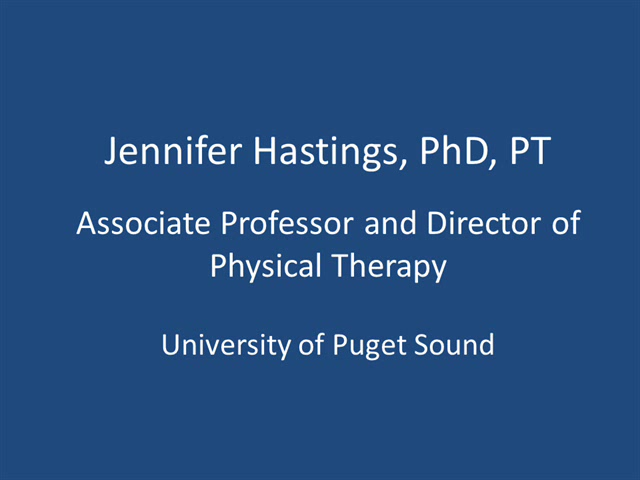 Jennifer Hastings, PhD, PT
Associate Professor and Director of
Physical Therapy
University of Puget Sound